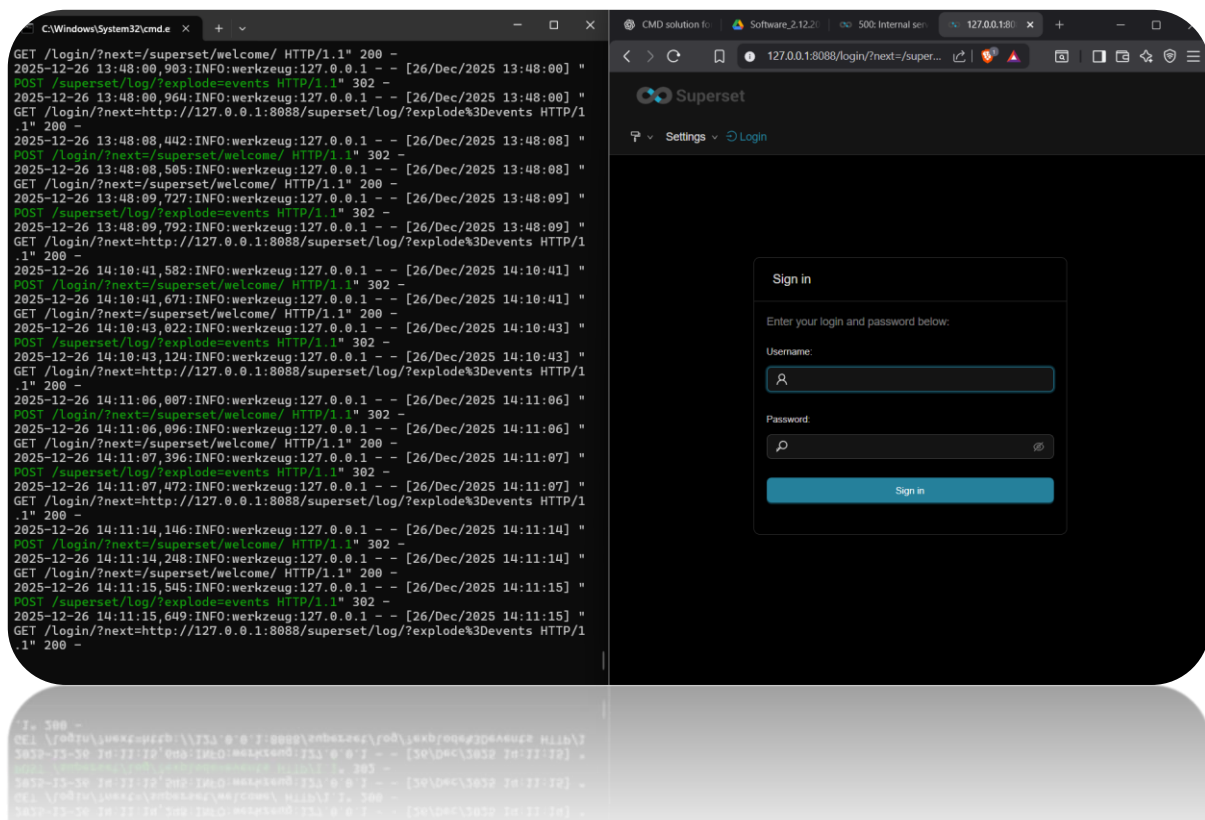 C:\Windows\System32\cmd.e
GET /login/?next=/superset/welcome/ HTTP/1.1" 200 -
2025-12-26 13:48:00,903:INFO:werkzeug:127.0.0.1 - - [26/Dec/2025 13:48:00] "
POST /superset/log/?explode=events HTTP/1.1" 302 -
2025-12-26 13:48:00,964:INFO:werkzeug:127.0.0.1 - - [26/Dec/2025 13:48:00] "
GET /login/?next=http://127.0.0.1:8088/superset/log/?explode%3Devents HTTP/1
.1" 200 -
2025-12-26 13:48:08,442:INFO:werkzeug:127.0.0.1 - - [26/Dec/2025 13:48:08] "
POST /login/?next=/superset/welcome/ HTTP/1.1" 302 -
2025-12-26 13:48:08,505:INFO:werkzeug:127.0.0.1 - - [26/Dec/2025 13:48:08] "
GET /login/?next=/superset/welcome/ HTTP/1.1" 200 -
2025-12-26 13:48:09,727:INFO:werkzeug:127.0.0.1 - - [26/Dec/2025 13:48:09] "
POST /superset/log/?explode=events HTTP/1.1" 302 -
2025-12-26 13:48:09,792:INFO:werkzeug:127.0.0.1 - - [26/Dec/2025 13:48:09] "
GET /login/?next=http://127.0.0.1:8088/superset/log/?explode%3Devents HTTP/1
.1" 200 -
2025-12-26 14:10:41,582:INFO:werkzeug:127.0.0.1 - - [26/Dec/2025 14:10:41] "
POST /login/?next=/superset/welcome/ HTTP/1.1" 302 -
2025-12-26 14:10:41,671:INFO:werkzeug:127.0.0.1 - - [26/Dec/2025 14:10:41] "
GET /login/?next=/superset/welcome/ HTTP/1.1" 200 -
2025-12-26 14:10:43,022:INFO:werkzeug:127.0.0.1 - - [26/Dec/2025 14:10:43] "
POST /superset/log/?explode=events HTTP/1.1" 302 -
2025-12-26 14:10:43,124:INFO:werkzeug:127.0.0.1 - - [26/Dec/2025 14:10:43] "
GET /login/?next=http://127.0.0.1:8088/superset/log/?explode%3Devents HTTP/1
.1" 200 -
2025-12-26 14:11:06,007:INFO:werkzeug:127.0.0.1 - - [26/Dec/2025 14:11:06] "
POST /login/?next=/superset/welcome/ HTTP/1.1" 302 -
2025-12-26 14:11:06,096:INFO:werkzeug:127.0.0.1 - - [26/Dec/2025 14:11:06] "
GET /login/?next=/superset/welcome/ HTTP/1.1" 200 -
2025-12-26 14:11:07,396:INFO:werkzeug:127.0.0.1 - - [26/Dec/2025 14:11:07] "
POST /superset/log/?explode=events HTTP/1.1" 302 -
2025-12-26 14:11:07,472:INFO:werkzeug:127.0.0.1 - - [26/Dec/2025 14:11:07] "
GET /login/?next=http://127.0.0.1:8088/superset/log/?explode%3Devents HTTP/1
.1" 200 -
2025-12-26 14:11:14,146:INFO:werkzeug:127.0.0.1 - - [26/Dec/2025 14:11:14] "
POST /login/?next=/superset/welcome/ HTTP/1.1" 302 -
2025-12-26 14:11:14,248:INFO:werkzeug:127.0.0.1 - - [26/Dec/2025 14:11:14] "
GET /login/?next=/superset/welcome/ HTTP/1.1" 200 -
2025-12-26 14:11:15,545:INFO:werkzeug:127.0.0.1 - - [26/Dec/2025 14:11:15] "
POST /superset/log/?explode=events HTTP/1.1" 302 -
2025-12-26 14:11:15,649:INFO:werkzeug:127.0.0.1 - - [26/Dec/2025 14:11:15] "
GET /login/?next=http://127.0.0.1:8088/superset/log/?explode%3Devents HTTP/1
.1" 200 -
CMD solution fo
Software_2.12.2
500: Internal serv
127.0.0.1:80
127.0.0.1:8088/login/?next=/super...
Superset
Settings
Login
Sign in
Enter your login and password below:
Username:
Password:
Sign in